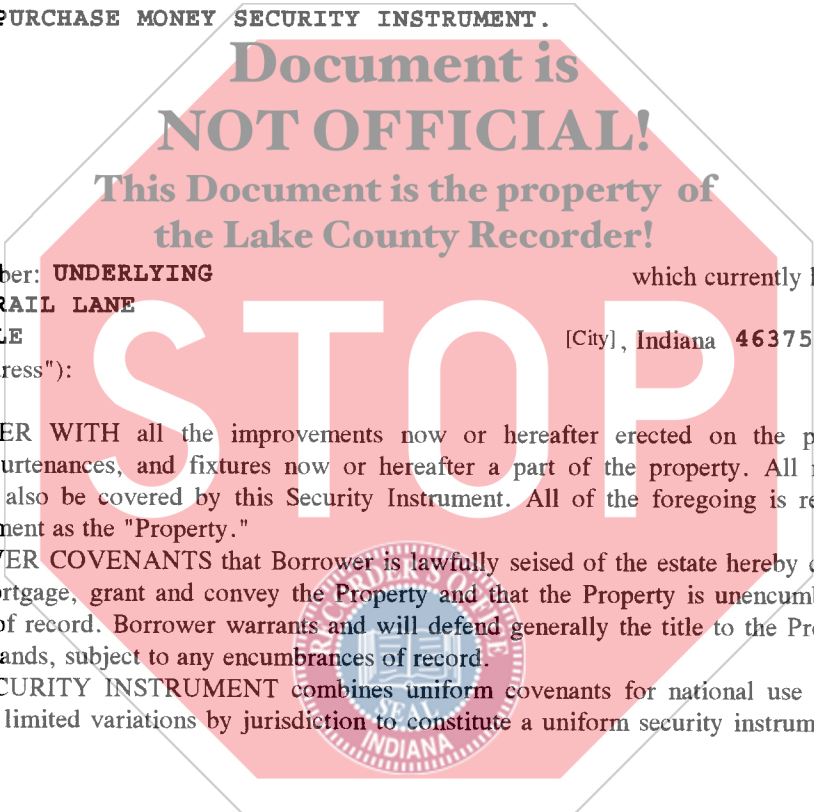 PURCHASE MONEY SECURITY INSTRUMENT.
Document is
NOT OFFICIAL!
This Document is the property of
the Lake County Recorder!
ber: UNDERLYING which currently
RAIL LANE
LE [City], Indiana 46375
ress"):
STOP
ER WITH all the improvements now or hereafter erected on the p
urtenances, and fixtures now or hereafter a part of the property. All
also be covered by this Security Instrument. All of the foregoing is re
ment as the "Property."
VER COVENANTS that Borrower is lawfully seised of the estate hereby
rtgage, grant and convey the Property and that the Property is unencumb
of record. Borrower warrants and will defend generally the title to the Pro
ands, subject to any encumbrances of record.
CURITY INSTRUMENT combines uniform covenants for national use
limited variations by jurisdiction to constitute a uniform security instrum
RECORDER'S OFFICE
SEAL
INDIANA